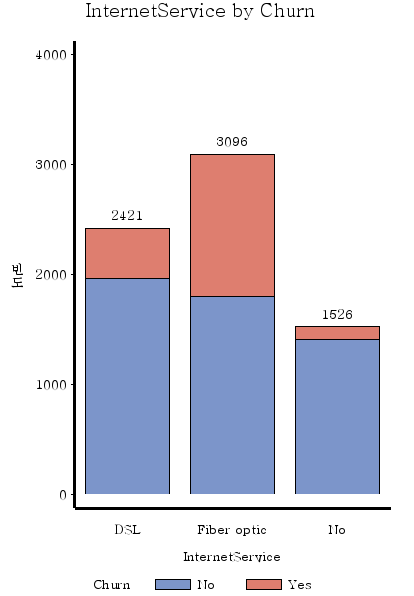 InternetService by Churn
4000
3000
2000
1000
0
2421
3096
1526
DSL Fiber optic No
InternetService
Churn No Yes